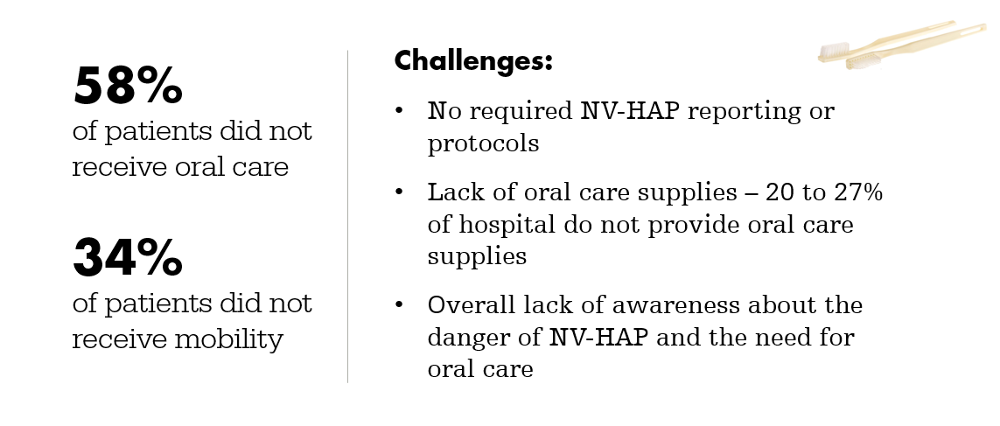 58%
of patients did not
receive oral care
34%
of patients did not
receive mobility
Challenges:
• No required NV-HAP reporting or
protocols
• Lack of oral care supplies – 20 to 27%
of hospital do not provide oral care
supplies
• Overall lack of awareness about the
danger of NV-HAP and the need for
oral care